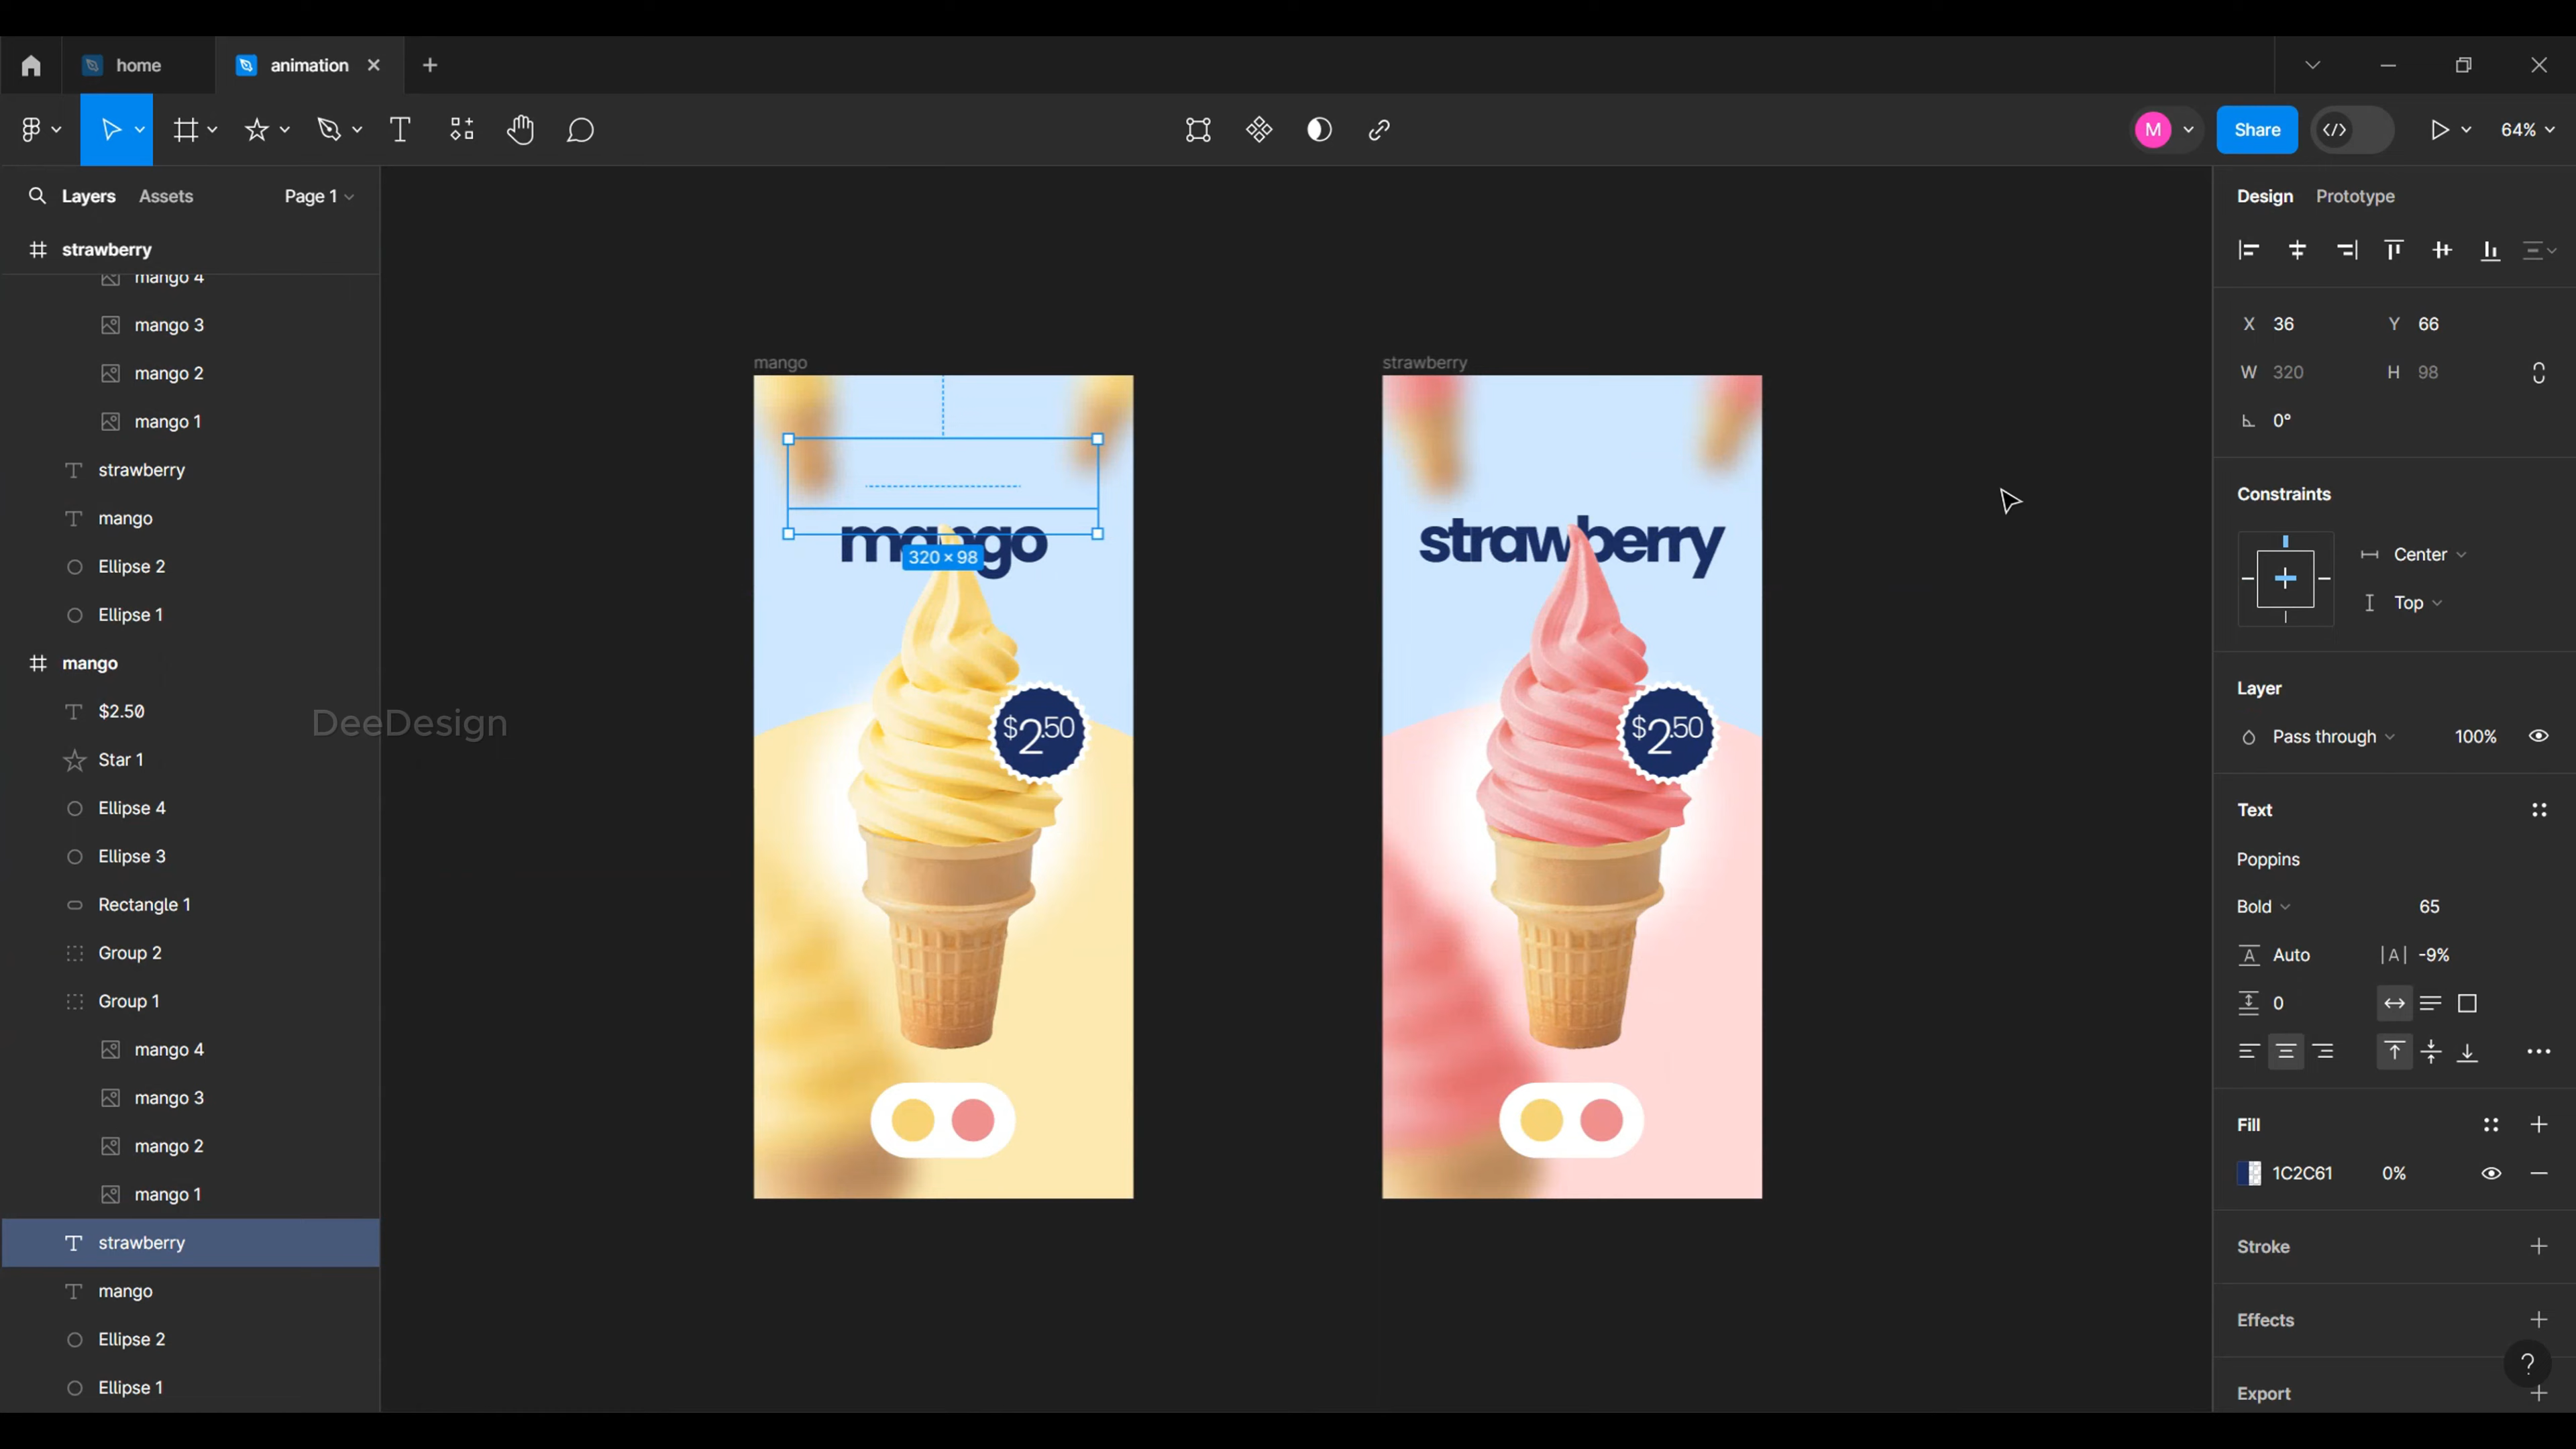 home
animation
M
Share
64%
Layers
Assets
Page 1
strawberry
mango 4
mango 3
mango 2
mango 1
strawberry
mango
Ellipse 2
Ellipse 1
mango
$2.50
Star 1
Ellipse 4
Ellipse 3
Rectangle 1
Group 2
Group 1
mango 4
mango 3
mango 2
mango 1
strawberry
mango
Ellipse 2
Ellipse 1
DeeDesign
mango
mango
320 × 98
$2.50
strawberry
strawberry
$2.50
Design
Prototype
X 36
Y 66
W 320
H 98
0°
Constraints
Center
Top
Layer
Pass through
100%
Text
Poppins
Bold
65
A Auto
|A| -9%
0
Fill
1C2C61
0%
Stroke
Effects
?
Export